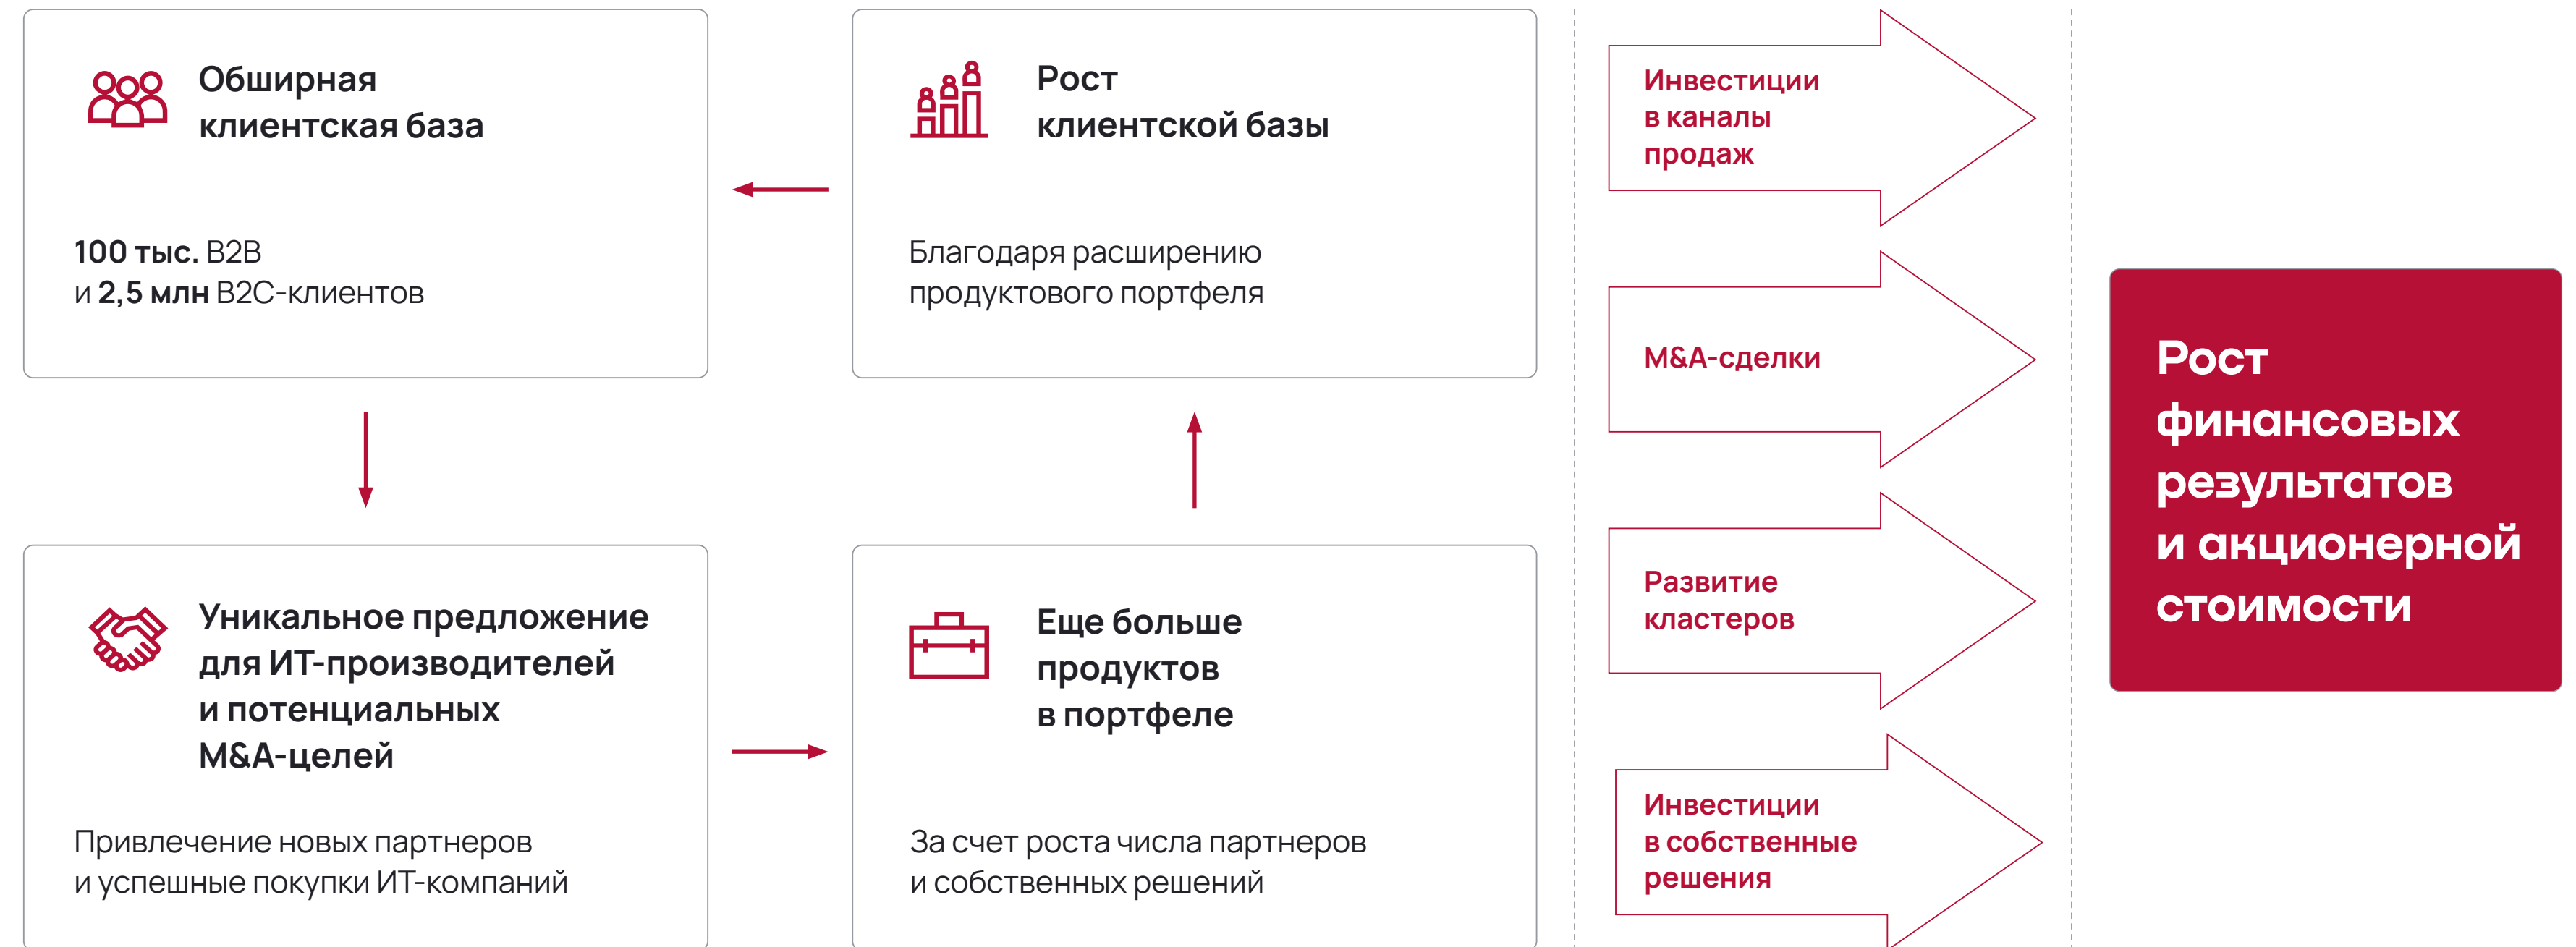 Обширная
клиентская база
100 тыс. B2B
и 2,5 млн B2C-клиентов
Рост
клиентской базы
Благодаря расширению
продуктового портфеля
Уникальное предложение
для ИТ-производителей
и потенциальных
M&A-целей
Привлечение новых партнеров
и успешные покупки ИТ-компаний
Еще больше
продуктов
в портфеле
За счет роста числа партнеров
и собственных решений
Инвестиции
в каналы
продаж
M&A-сделки
Развитие
кластеров
Инвестиции
в собственные
решения
Рост
финансовых
результатов
и акционерной
стоимости